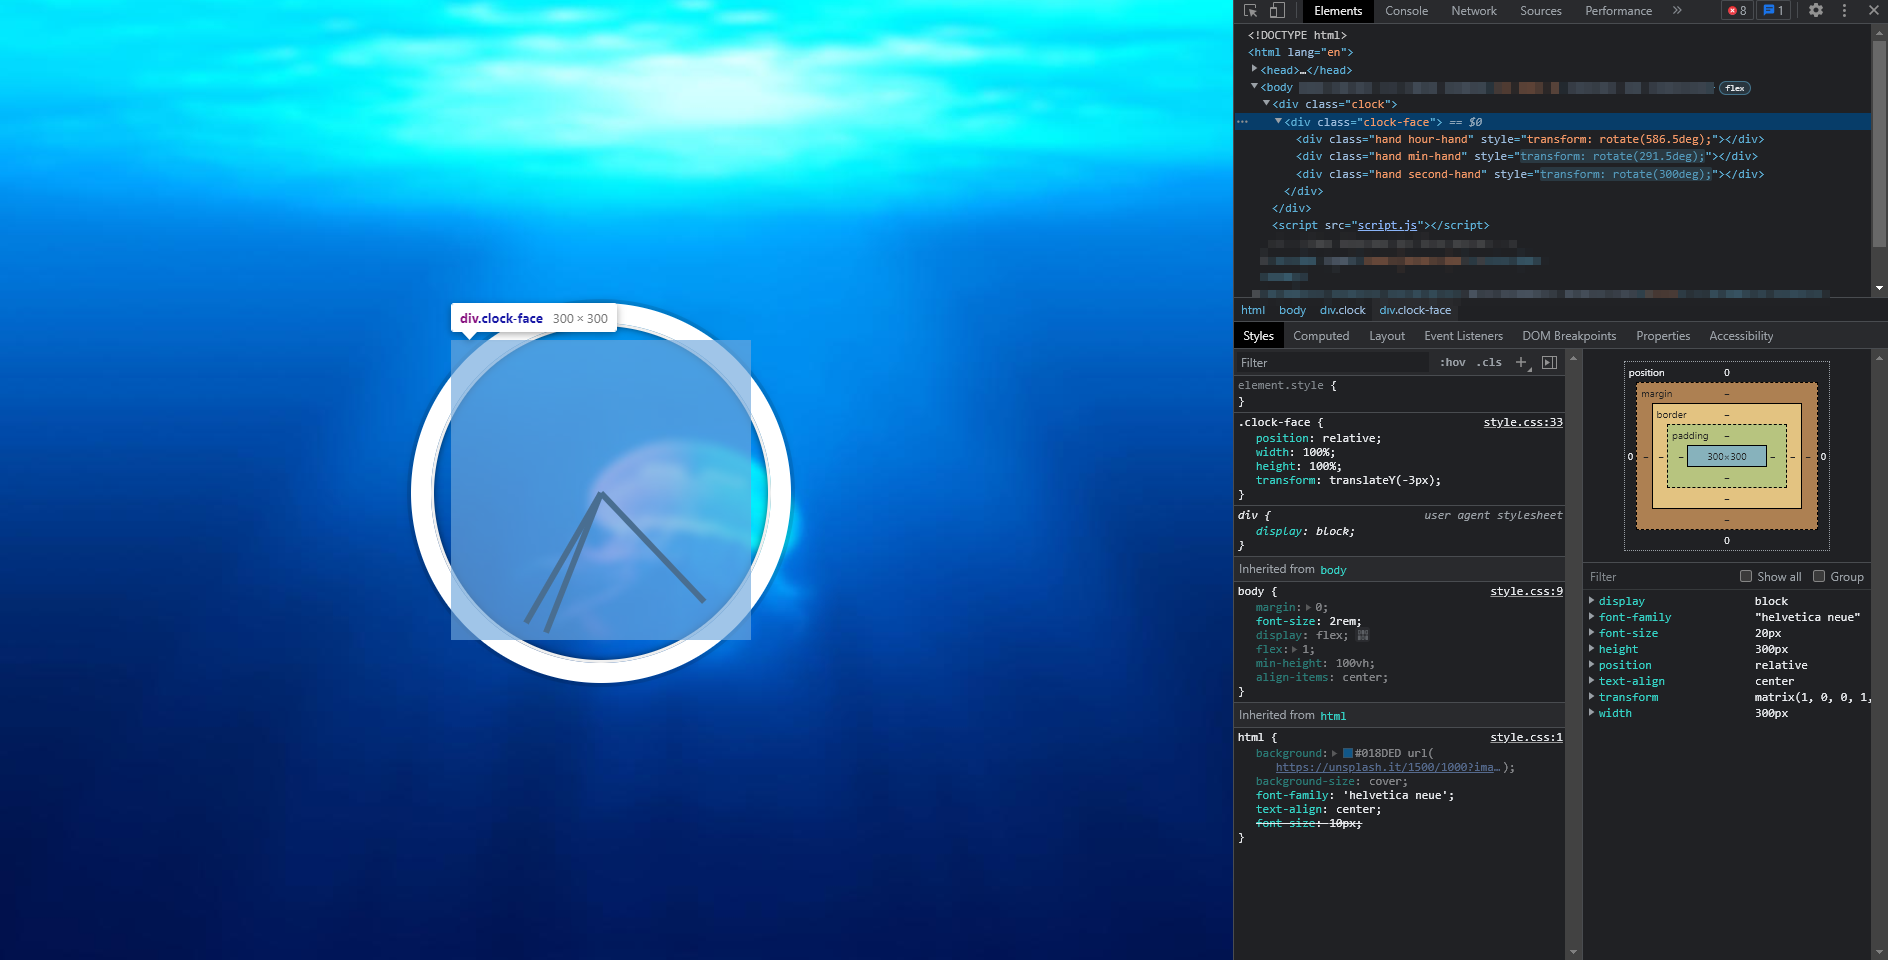 div.clock-face 300 × 300
Elements Console Network Sources Performance » 8 1
<!DOCTYPE html>
<html lang="en">
<head>…</head>
<body flex
<div class="clock">
<div class="clock-face"> == $0
<div class="hand hour-hand" style="transform: rotate(586.5deg);"></div>
<div class="hand min-hand" style="transform: rotate(291.5deg);"></div>
<div class="hand second-hand" style="transform: rotate(300deg);"></div>
</div>
</div>
<script src="script.js"></script>
html body div.clock div.clock-face
Styles Computed Layout Event Listeners DOM Breakpoints Properties Accessibility
Filter :hov .cls +
element.style {
}
.clock-face { style.css:33
position: relative;
width: 100%;
height: 100%;
transform: translateY(-3px);
}
div { user agent stylesheet
display: block;
}
Inherited from body
body { style.css:9
margin: 0;
font-size: 2rem;
display: flex;
flex: 1;
min-height: 100vh;
align-items: center;
}
Inherited from html
html { style.css:1
background: #018DED url(
https://unsplash.it/1500/1000?ima…);
background-size: cover;
font-family: 'helvetica neue';
text-align: center;
font-size: 10px;
}
position 0
margin –
border –
padding –
0 – – – 300×300 – – – 0
–
–
–
0
Filter Show all Group
display block
font-family "helvetica neue"
font-size 20px
height 300px
position relative
text-align center
transform matrix(1, 0, 0, 1,
width 300px